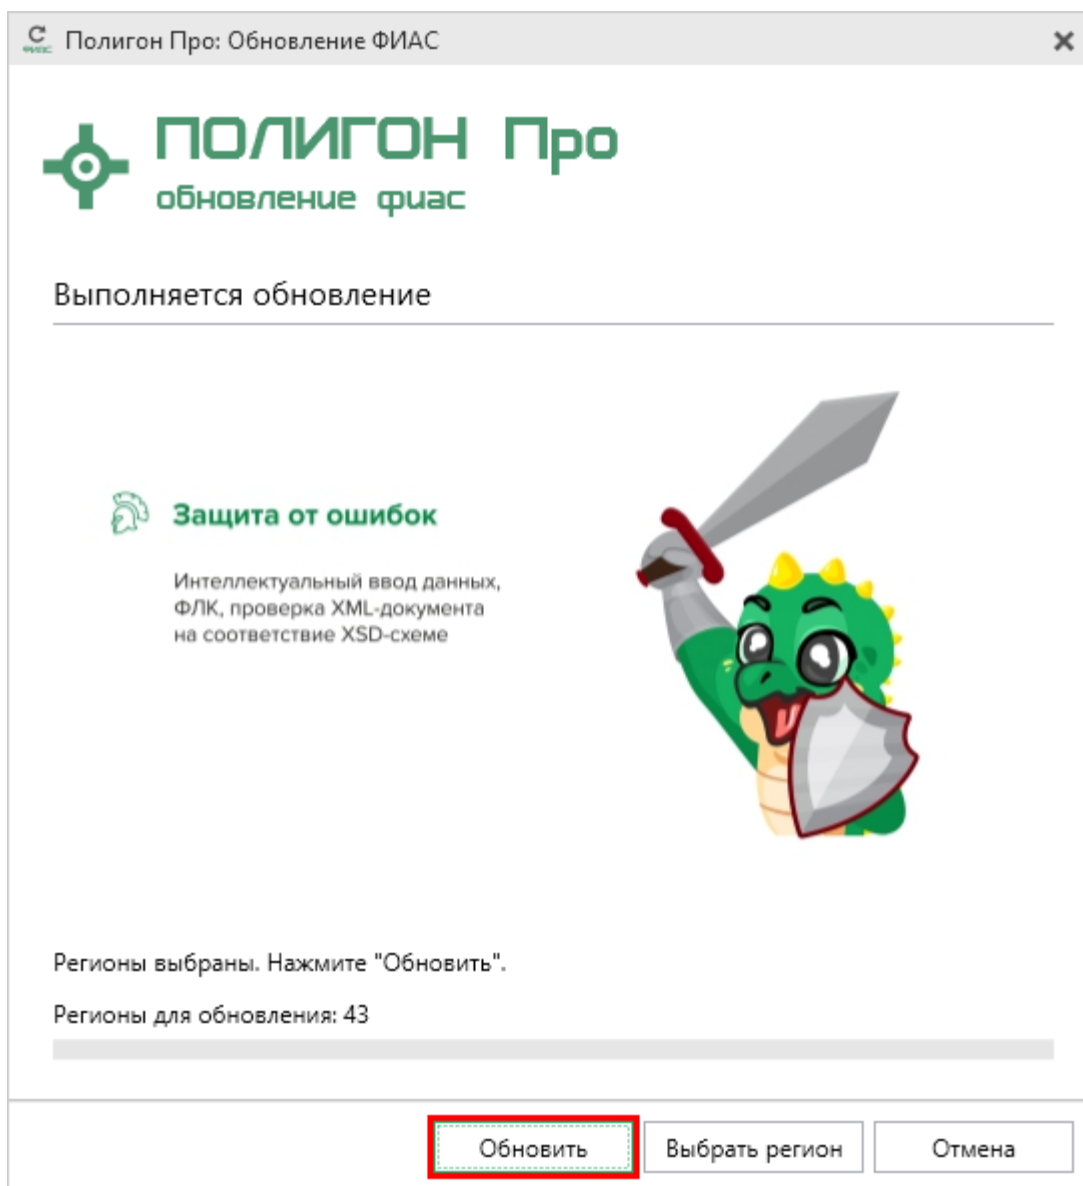 ФИАС Полигон Про: Обновление ФИАС
ПОЛИГОН Про
обновление фиас
Выполняется обновление
Защита от ошибок
Интеллектуальный ввод данных,
ФЛК, проверка XML-документа
на соответствие XSD-схеме
Регионы выбраны. Нажмите "Обновить".
Регионы для обновления: 43
Обновить Выбрать регион Отмена